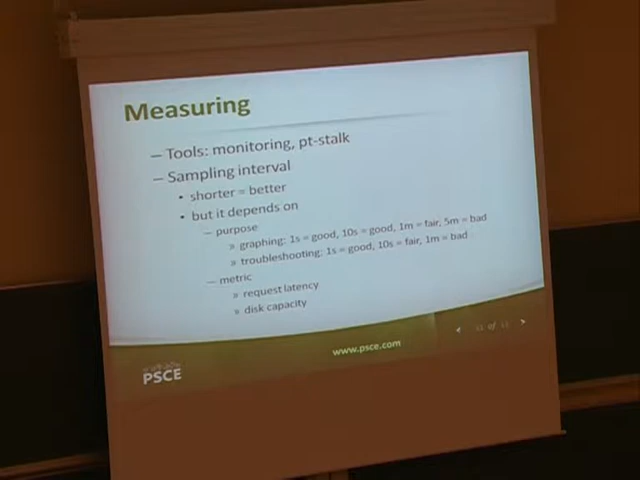 Measuring
– Tools: monitoring, pt-stalk
– Sampling interval
• shorter = better
• but it depends on
– purpose
» graphing: 1s = good, 10s = good, 1m = fair, 5m = bad
» troubleshooting: 1s = good, 10s = fair, 1m = bad
– metric
» request latency
» disk capacity
www.psce.com
< of >
PSCE